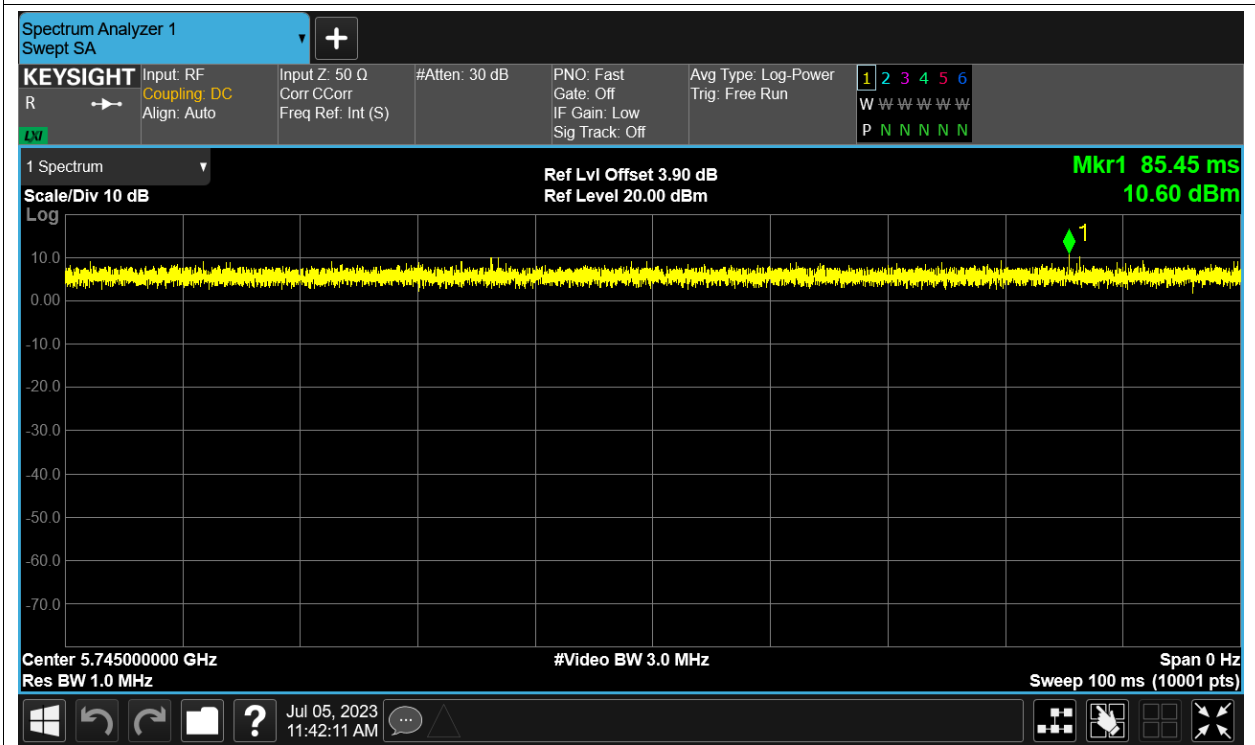 Spectrum Analyzer 1
Swept SA
KEYSIGHT
R
LXI
Input: RF
Coupling: DC
Align: Auto
Input Z: 50 Ω
Corr CCorr
Freq Ref: Int (S)
#Atten: 30 dB
PNO: Fast
Gate: Off
IF Gain: Low
Sig Track: Off
Avg Type: Log-Power
Trig: Free Run
1 2 3 4 5 6
W W W W W W
P N N N N N
1 Spectrum
Scale/Div 10 dB
Log
Ref Lvl Offset 3.90 dB
Ref Level 20.00 dBm
Mkr1 85.45 ms
10.60 dBm
1
10.0
0.00
-10.0
-20.0
-30.0
-40.0
-50.0
-60.0
-70.0
Center 5.745000000 GHz
Res BW 1.0 MHz
#Video BW 3.0 MHz
Span 0 Hz
Sweep 100 ms (10001 pts)
?
Jul 05, 2023
11:42:11 AM